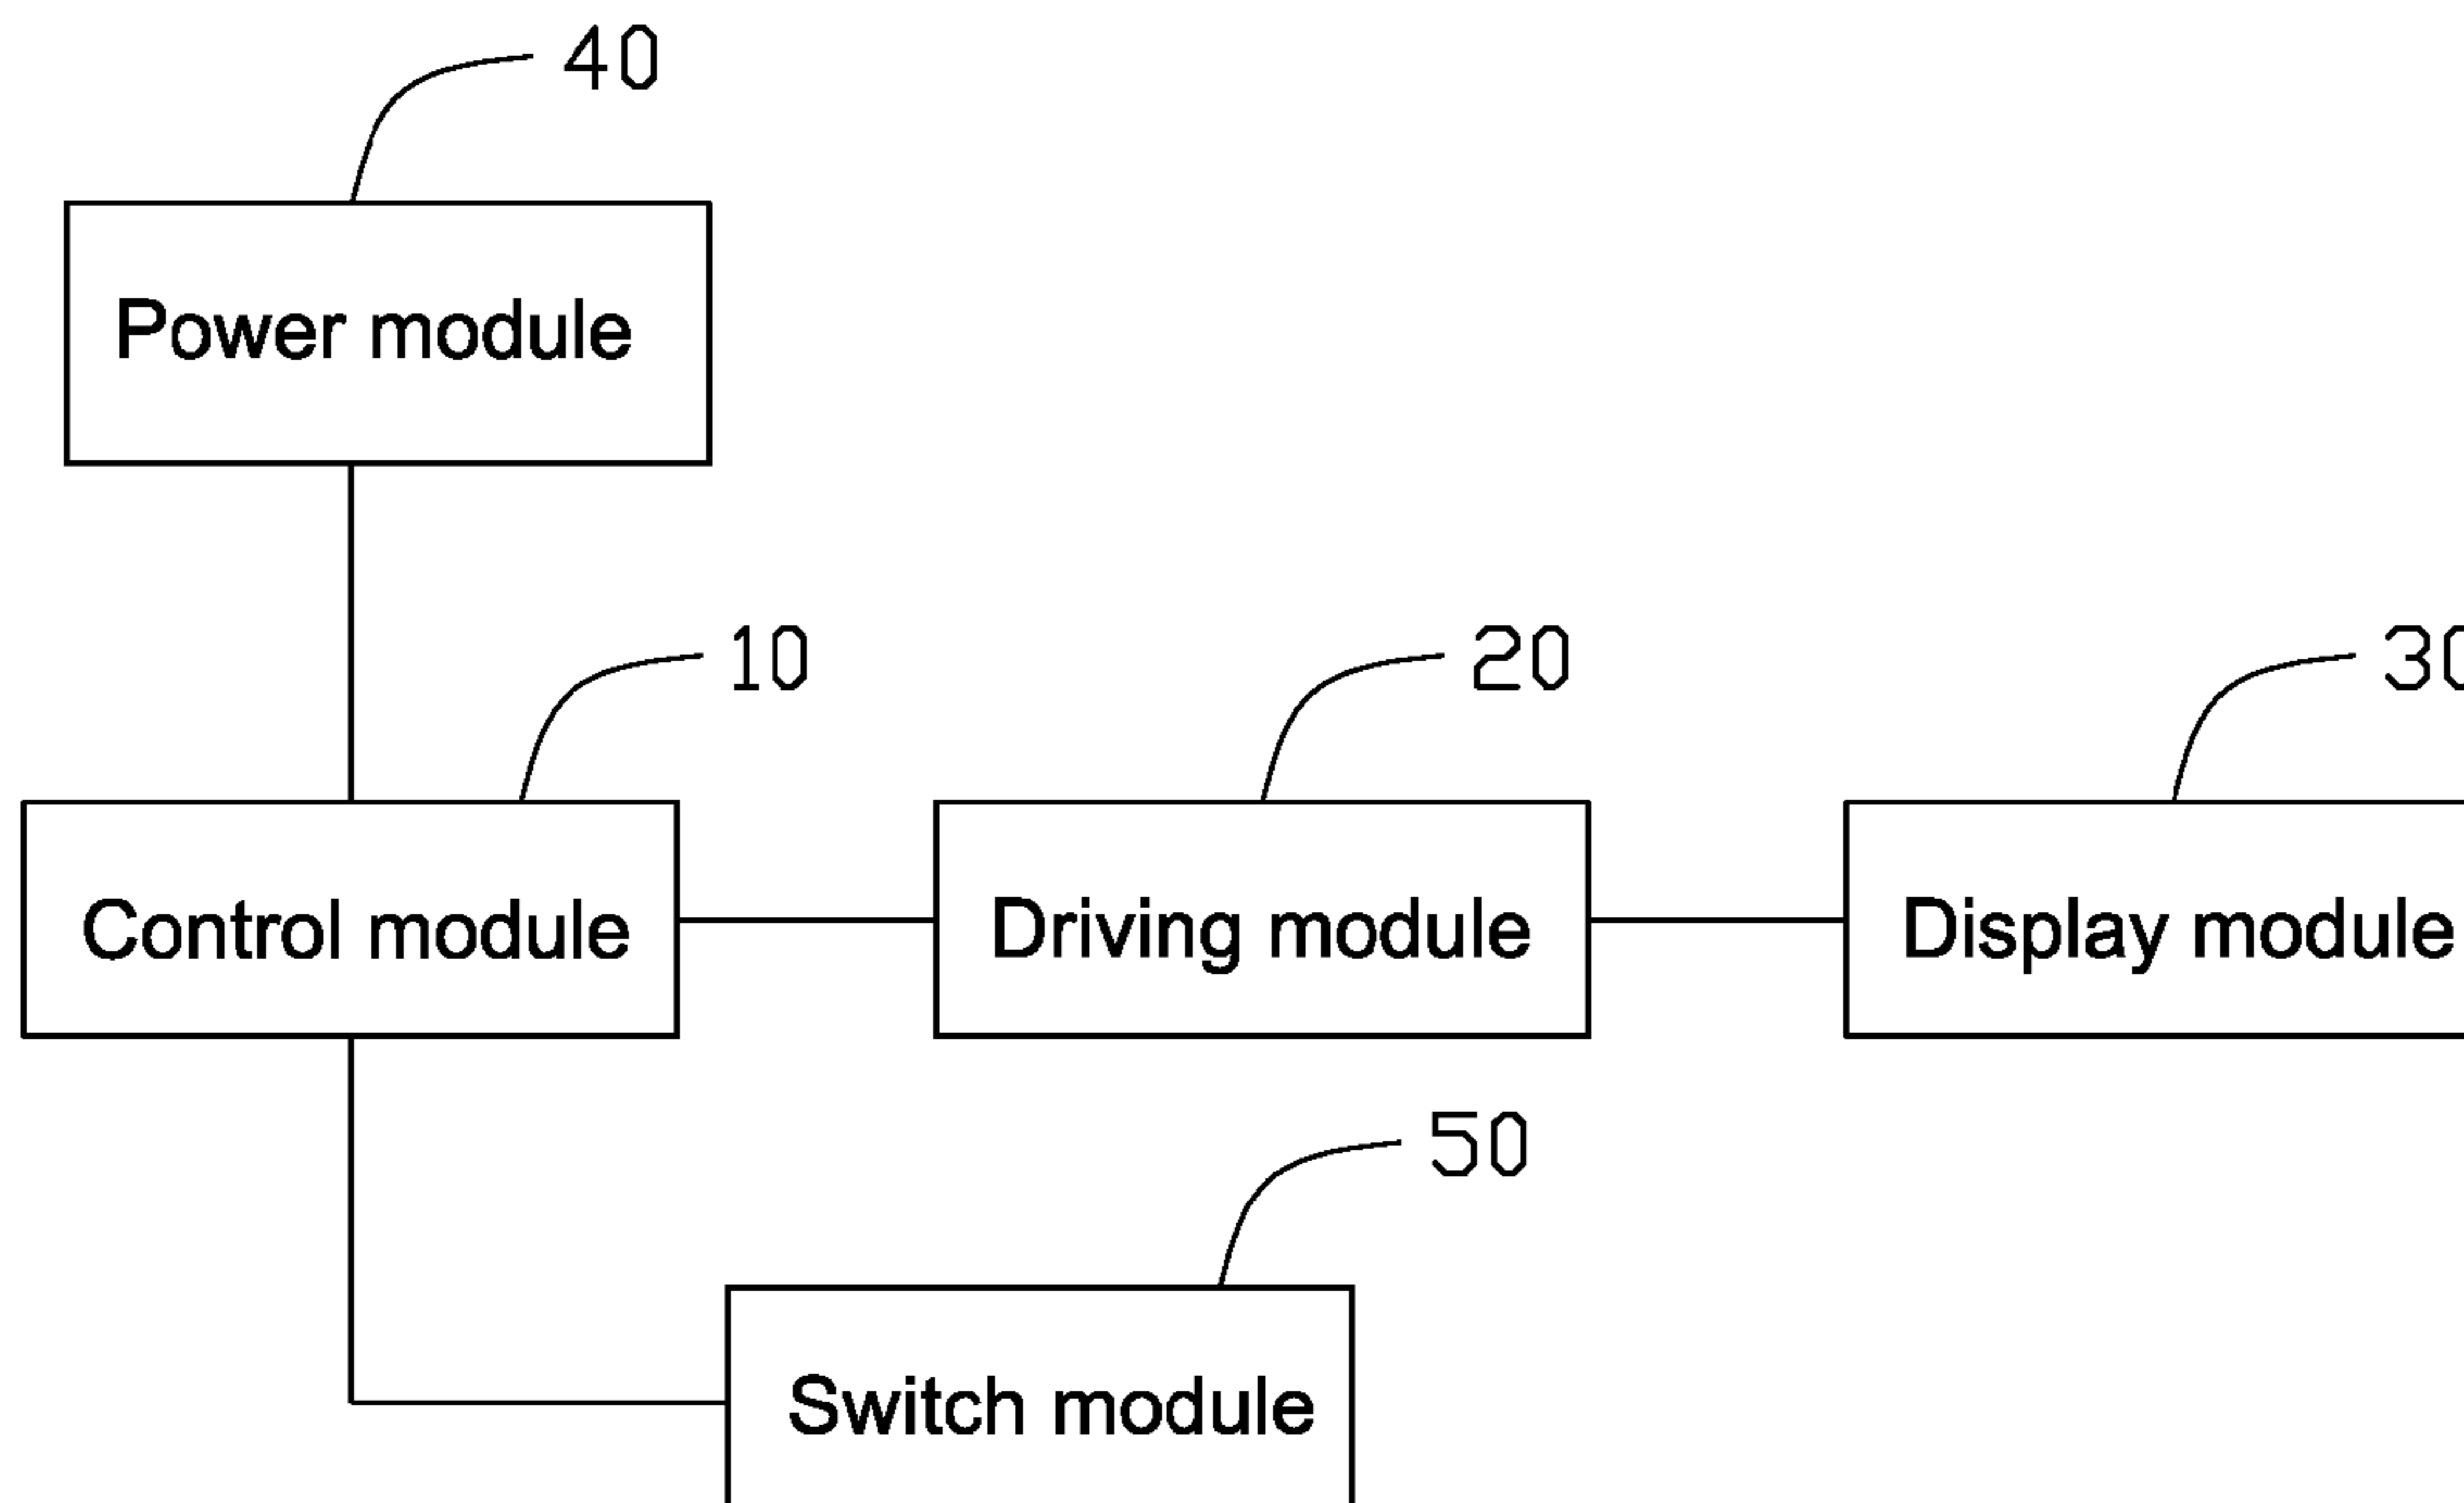 40
Power module
10
20
30
Control module
Driving module
Display module
50
Switch module